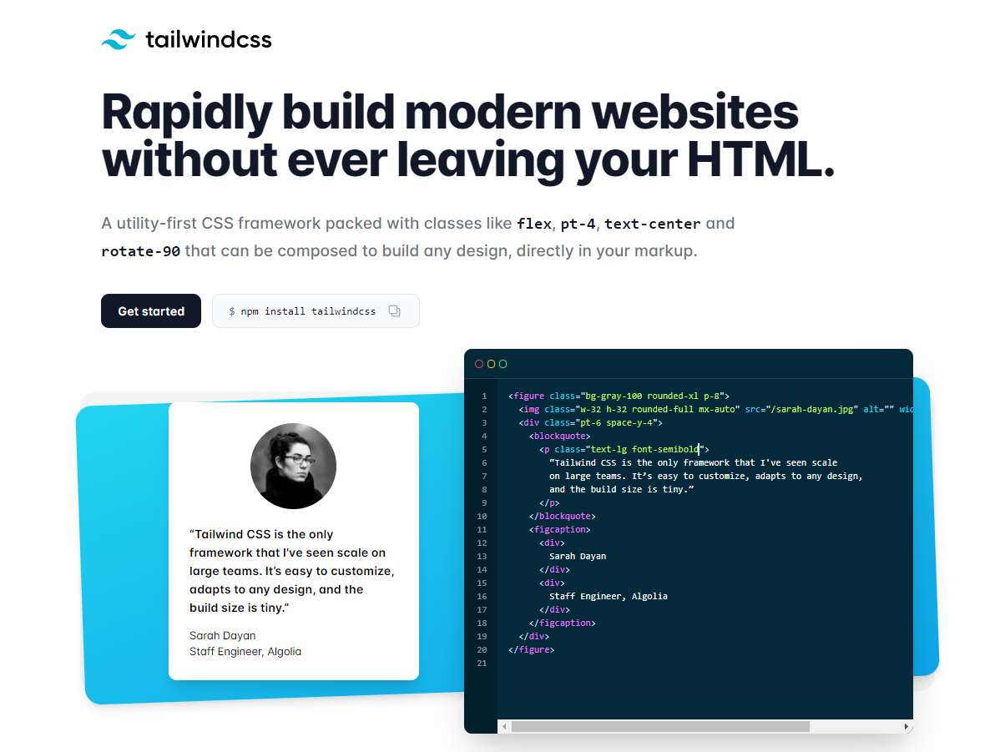 tailwindcss
Rapidly build modern websites
without ever leaving your HTML.
A utility-first CSS framework packed with classes like flex, pt-4, text-center and
rotate-90 that can be composed to build any design, directly in your markup.
Get started
$ npm install tailwindcss
“Tailwind CSS is the only
framework that I've seen scale on
large teams. It’s easy to customize,
adapts to any design, and the
build size is tiny.”
Sarah Dayan
Staff Engineer, Algolia
1 <figure class="bg-gray-100 rounded-xl p-8">
2 <img class="w-32 h-32 rounded-full mx-auto" src="/sarah-dayan.jpg" alt="" wid
3 <div class="pt-6 space-y-4">
4 <blockquote>
5 <p class="text-lg font-semibold">
6 “Tailwind CSS is the only framework that I've seen scale
7 on large teams. It’s easy to customize, adapts to any design,
8 and the build size is tiny.”
9 </p>
10 </blockquote>
11 <figcaption>
12 <div>
13 Sarah Dayan
14 </div>
15 <div>
16 Staff Engineer, Algolia
17 </div>
18 </figcaption>
19 </div>
20 </figure>
21